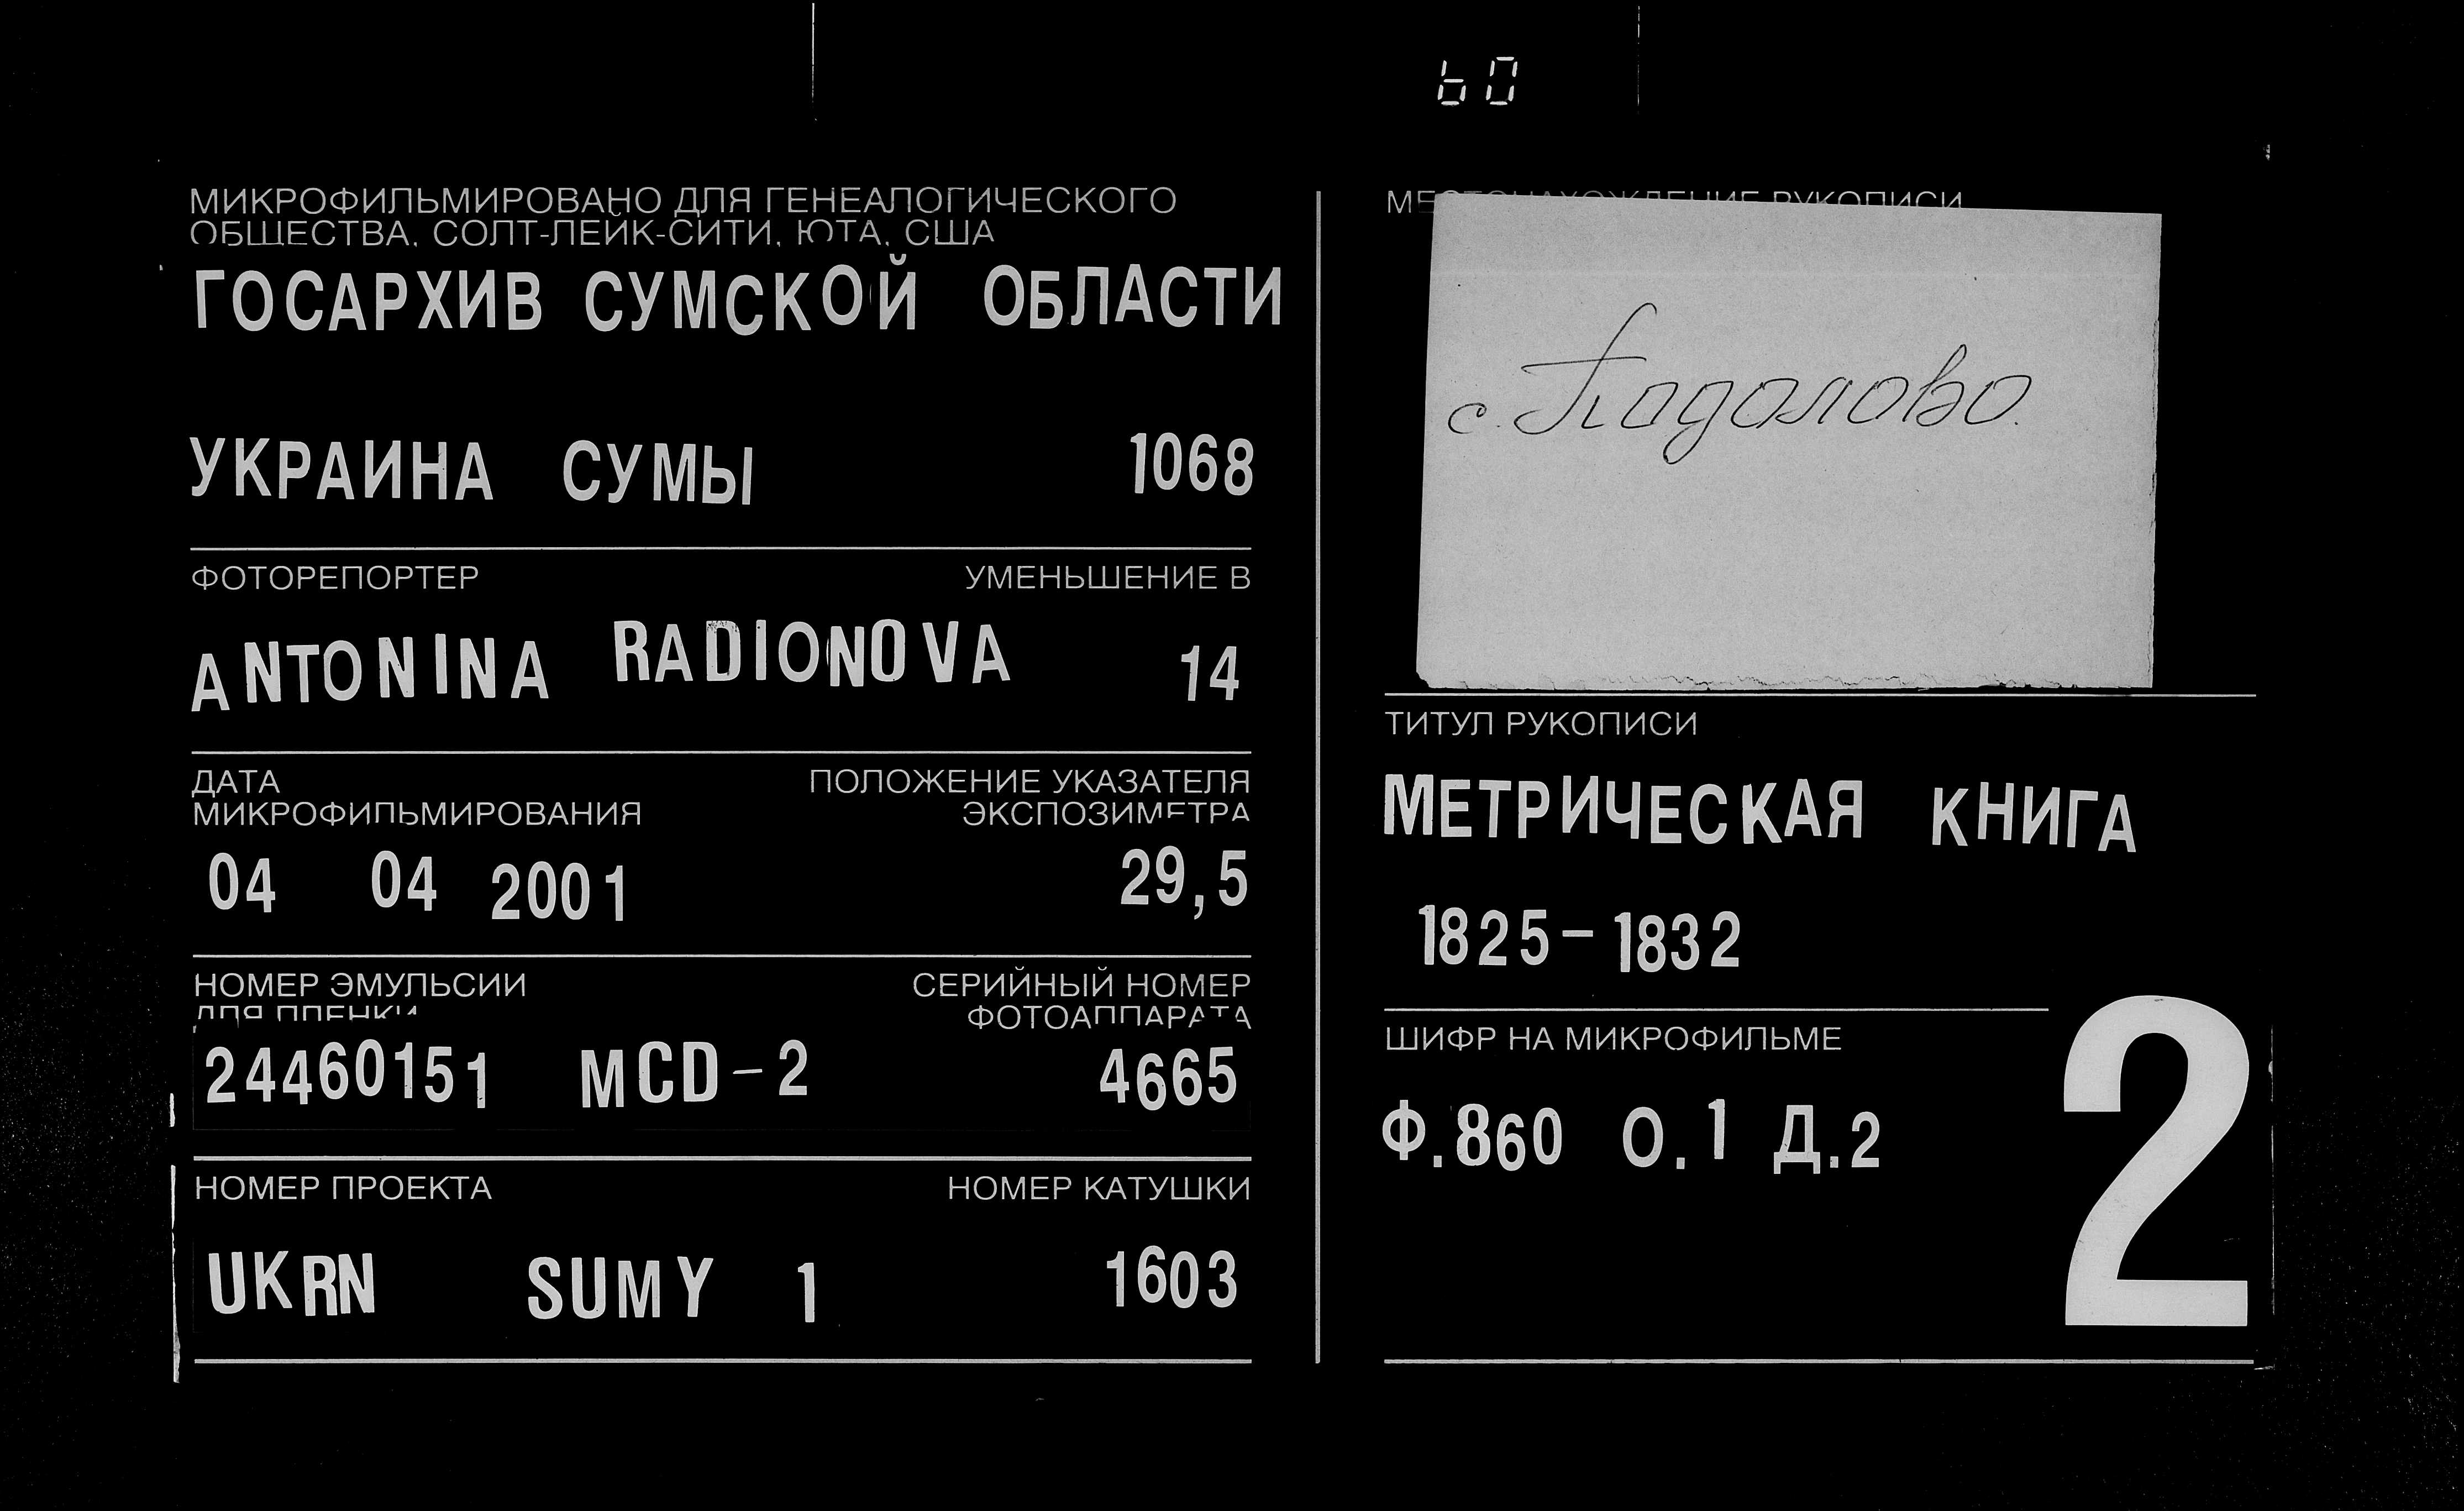 60
МИКРОФИЛЬМИРОВАНО ДЛЯ ГЕНЕАЛОГИЧЕСКОГО
ОБЩЕСТВА, СОЛТ-ЛЕЙК-СИТИ, ЮТА, США
ГОСАРХИВ СУМСКОЙ ОБЛАСТИ
УКРАИНА СУМЫ 1068
ФОТОРЕПОРТЕР УМЕНЬШЕНИЕ В
ANTONINA RADIONOVA 14
ДАТА ПОЛОЖЕНИЕ УКАЗАТЕЛЯ
МИКРОФИЛЬМИРОВАНИЯ ЭКСПОЗИМЕТРА
04 04 2001 29,5
НОМЕР ЭМУЛЬСИИ СЕРИЙНЫЙ НОМЕР
ДЛЯ ПЛЕНКИ ФОТОАППАРАТА
24460151 MCD-2 4665
НОМЕР ПРОЕКТА НОМЕР КАТУШКИ
UKRN SUMY 1 1603
МЕСТОНАХОЖДЕНИЕ РУКОПИСИ
с. Подолово.
ТИТУЛ РУКОПИСИ
МЕТРИЧЕСКАЯ КНИГА
1825-1832
ШИФР НА МИКРОФИЛЬМЕ
Ф.860 О.1 Д.2
2